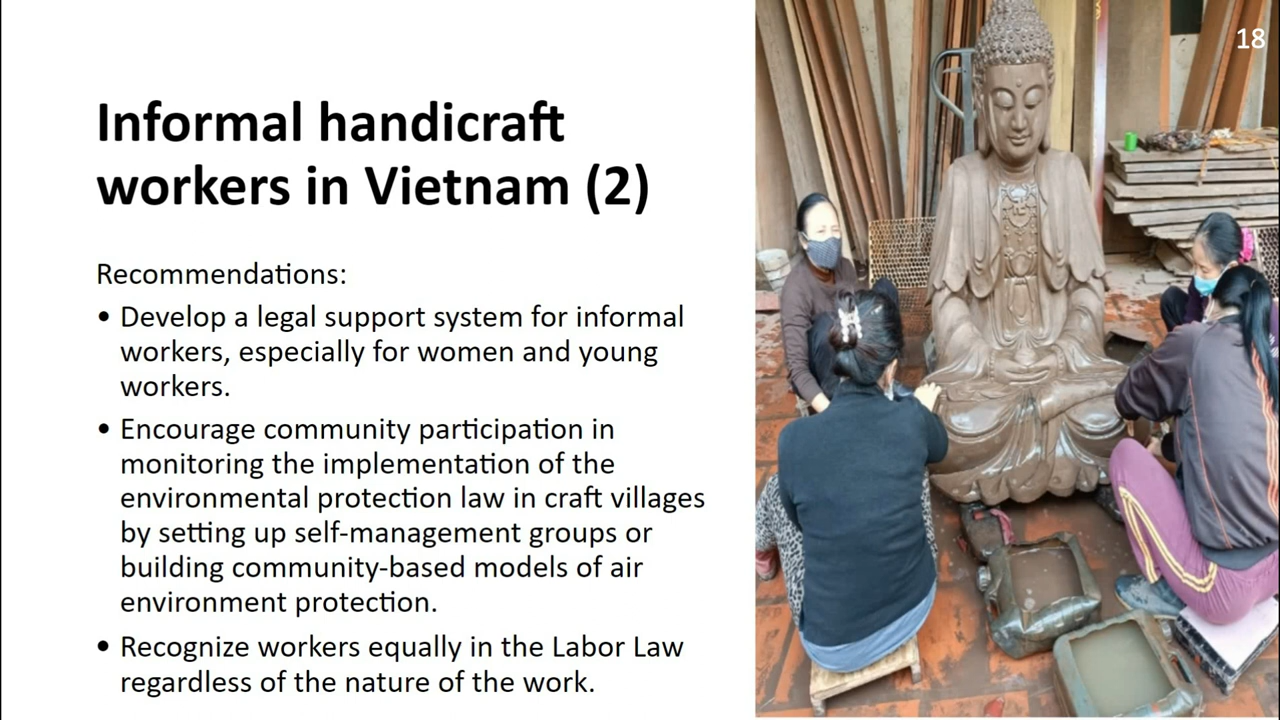 18
Informal handicraft
workers in Vietnam (2)
Recommendations:
• Develop a legal support system for informal
workers, especially for women and young
workers.
• Encourage community participation in
monitoring the implementation of the
environmental protection law in craft villages
by setting up self-management groups or
building community-based models of air
environment protection.
• Recognize workers equally in the Labor Law
regardless of the nature of the work.